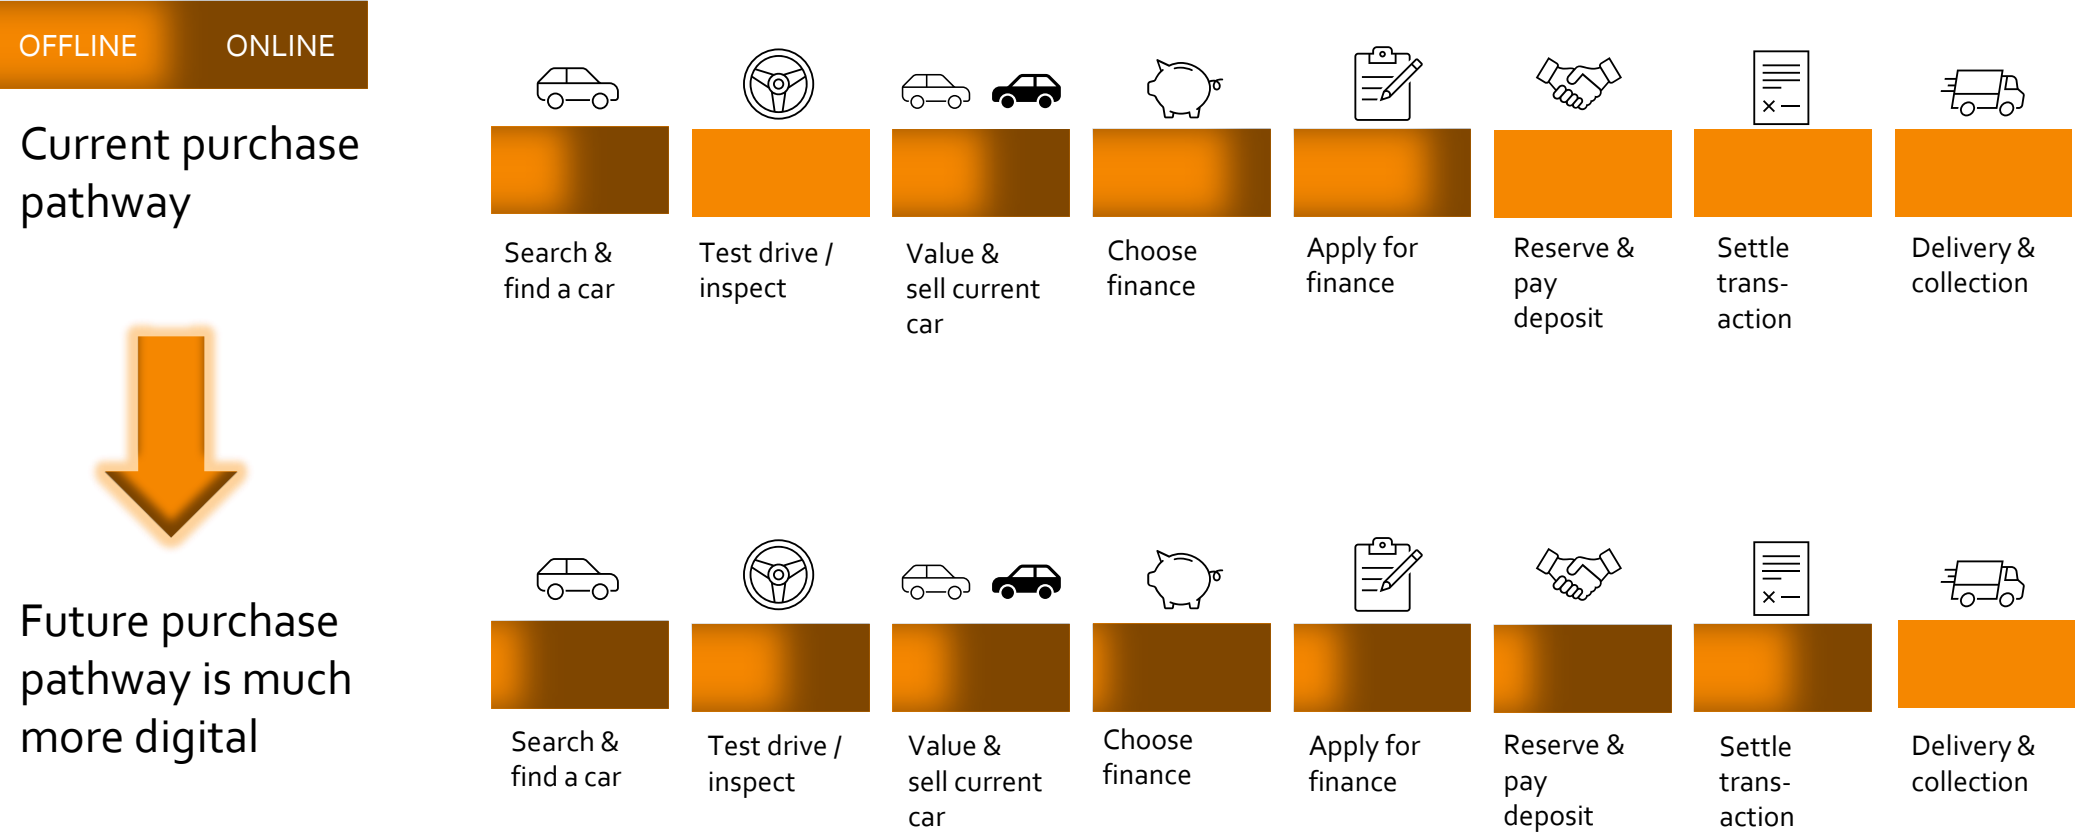 OFFLINE ONLINE
Current purchase
pathway
Search &
find a car
Test drive /
inspect
Value &
sell current
car
Choose
finance
Apply for
finance
Reserve &
pay
deposit
Settle
trans-
action
Delivery &
collection
Future purchase
pathway is much
more digital
Search &
find a car
Test drive /
inspect
Value &
sell current
car
Choose
finance
Apply for
finance
Reserve &
pay
deposit
Settle
trans-
action
Delivery &
collection